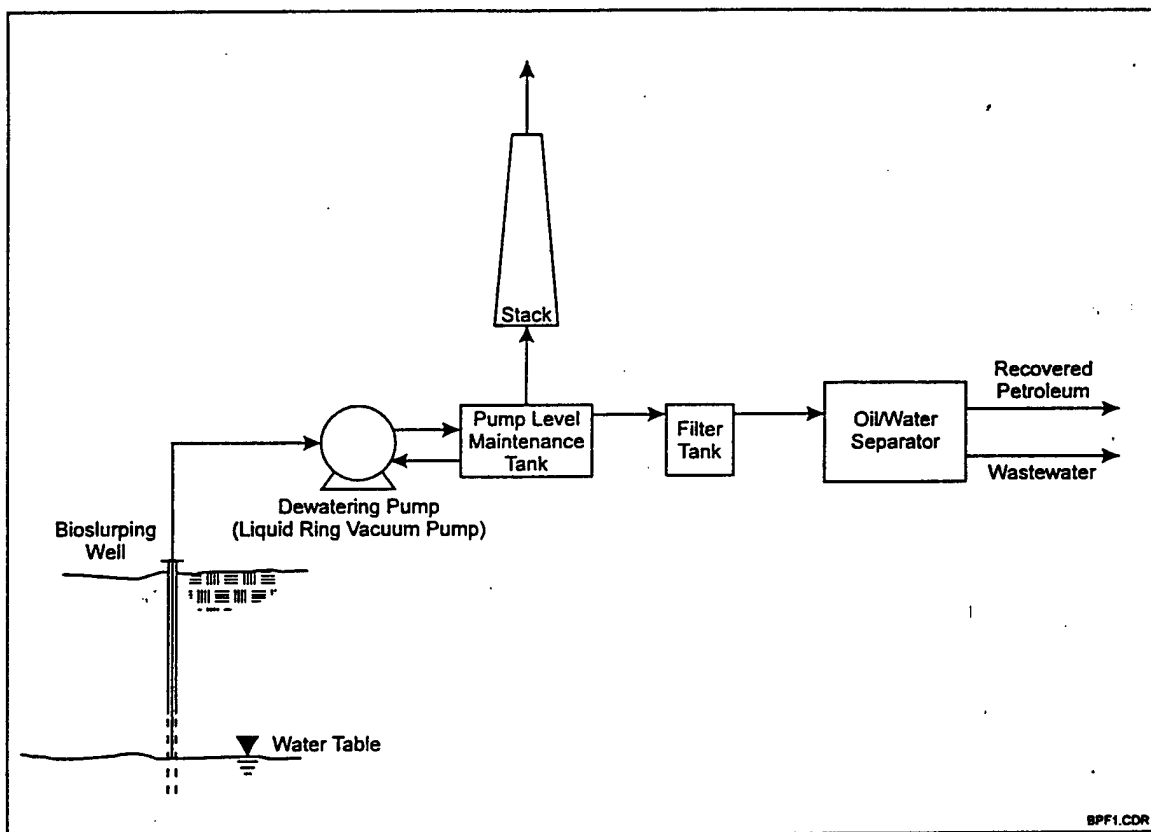 Stack
Pump Level
Maintenance
Tank
Filter
Tank
Oil/Water
Separator
Recovered
Petroleum
Wastewater
Dewatering Pump
(Liquid Ring Vacuum Pump)
Bioslurping
Well
Water Table
BPF1.CDR